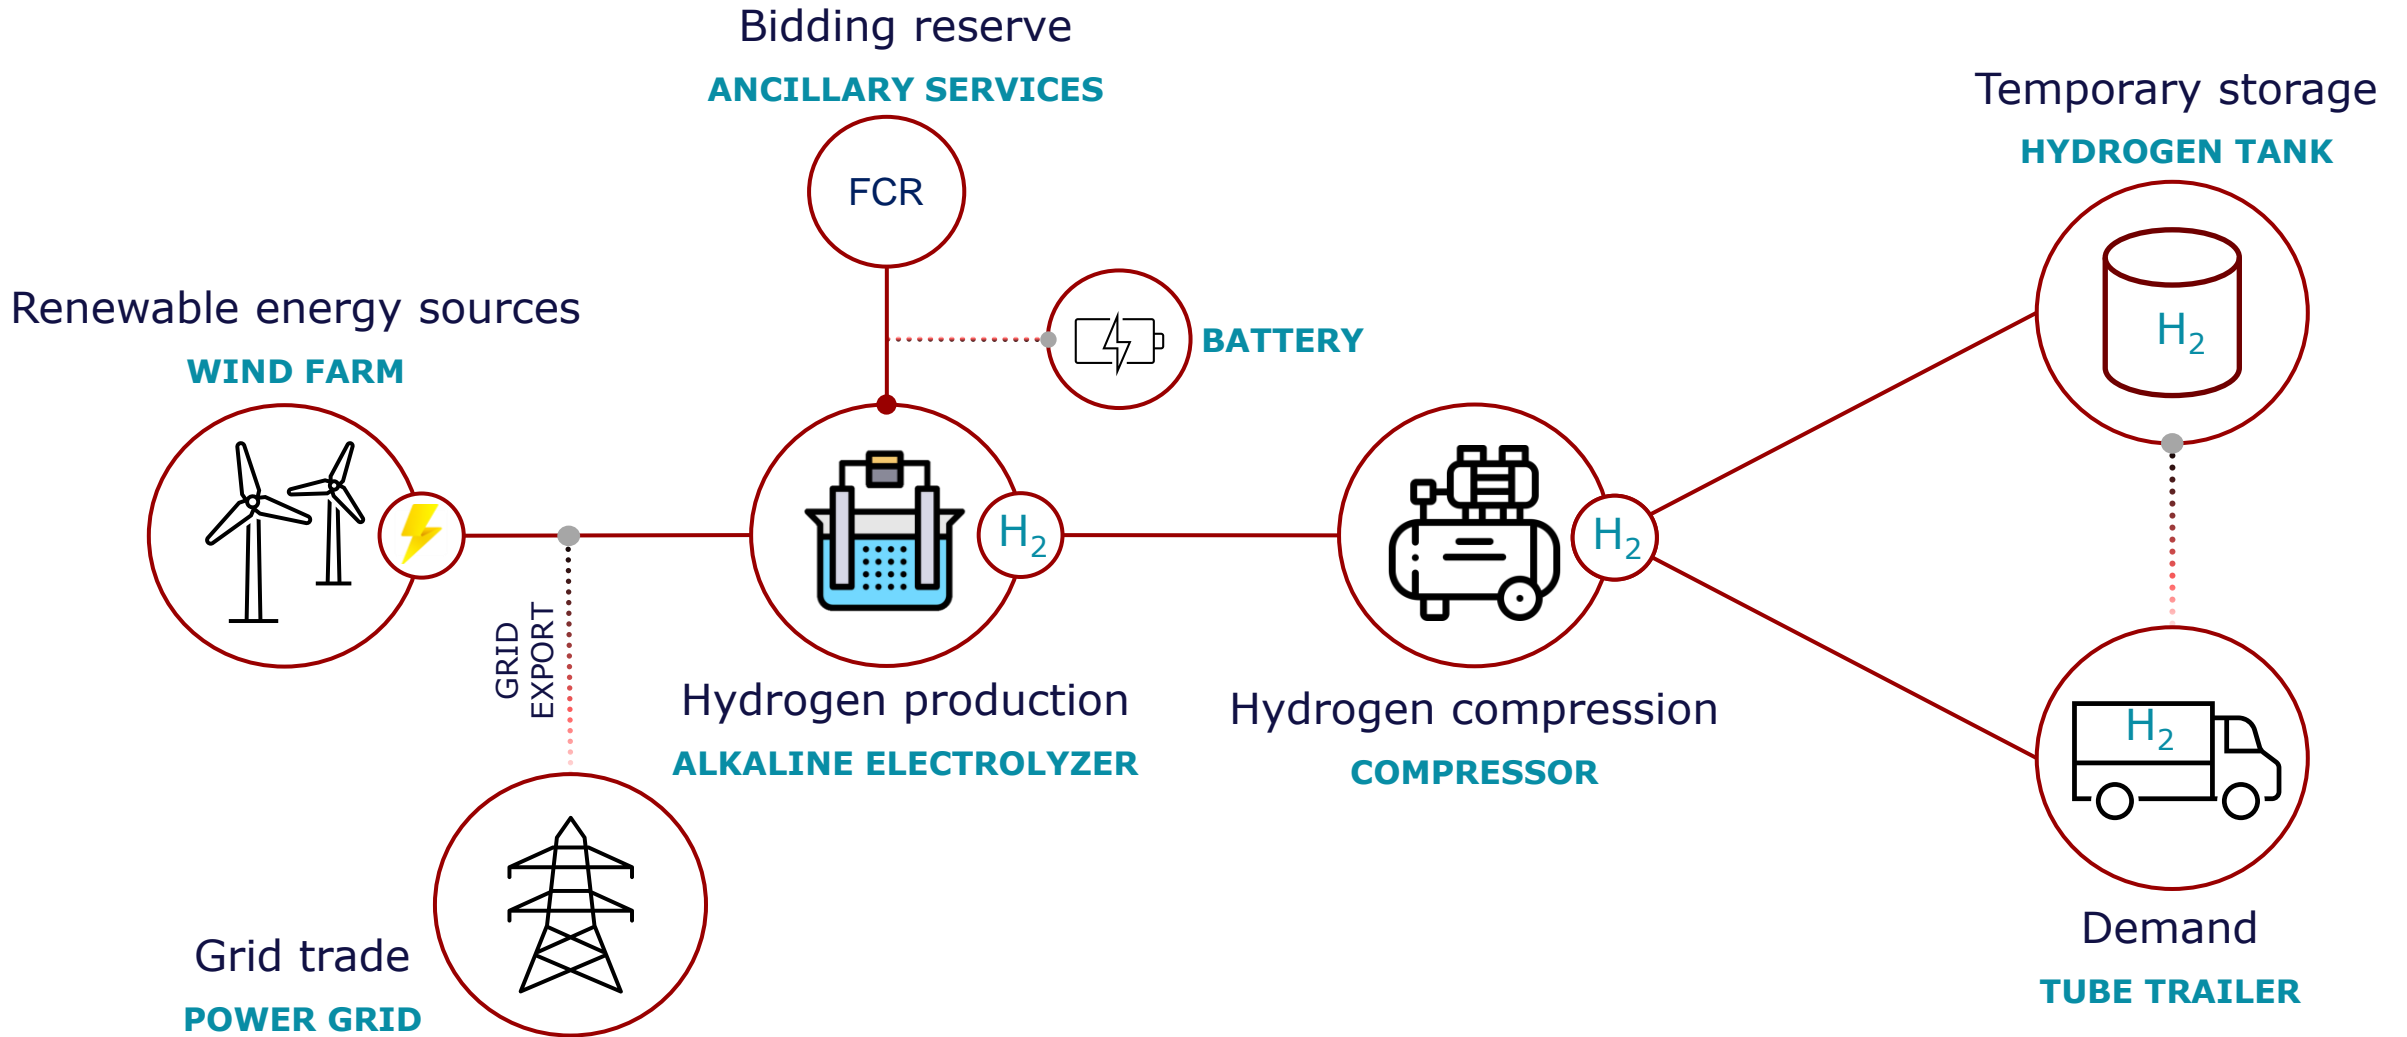 Bidding reserve
ANCILLARY SERVICES
FCR
Temporary storage
HYDROGEN TANK
H₂
Renewable energy sources
WIND FARM
BATTERY
H₂
H₂
GRID
EXPORT
Hydrogen production
ALKALINE ELECTROLYZER
Hydrogen compression
COMPRESSOR
H₂
Grid trade
POWER GRID
Demand
TUBE TRAILER